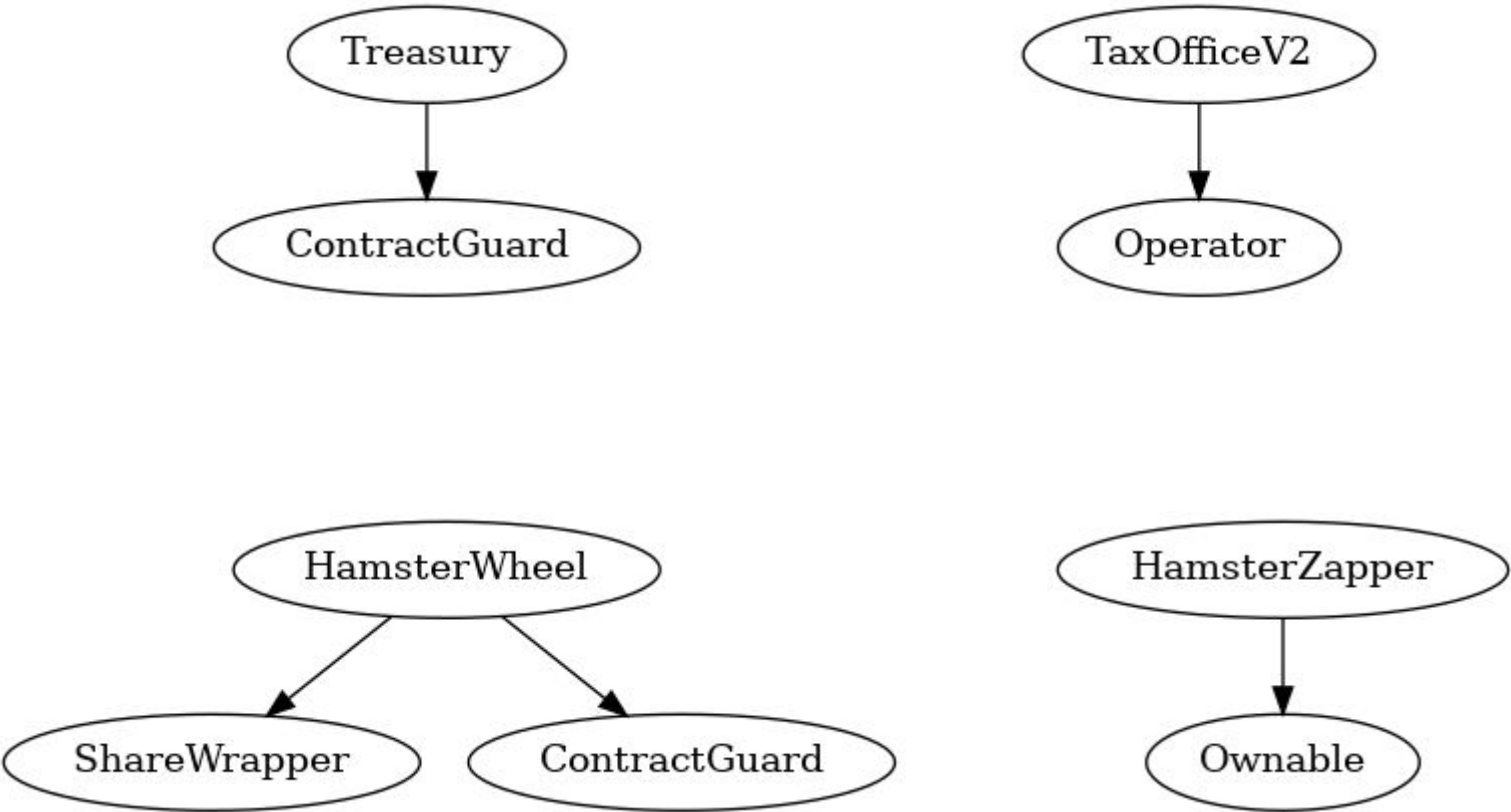 Treasury
TaxOfficeV2
ContractGuard
Operator
HamsterWheel
HamsterZapper
ShareWrapper
ContractGuard
Ownable